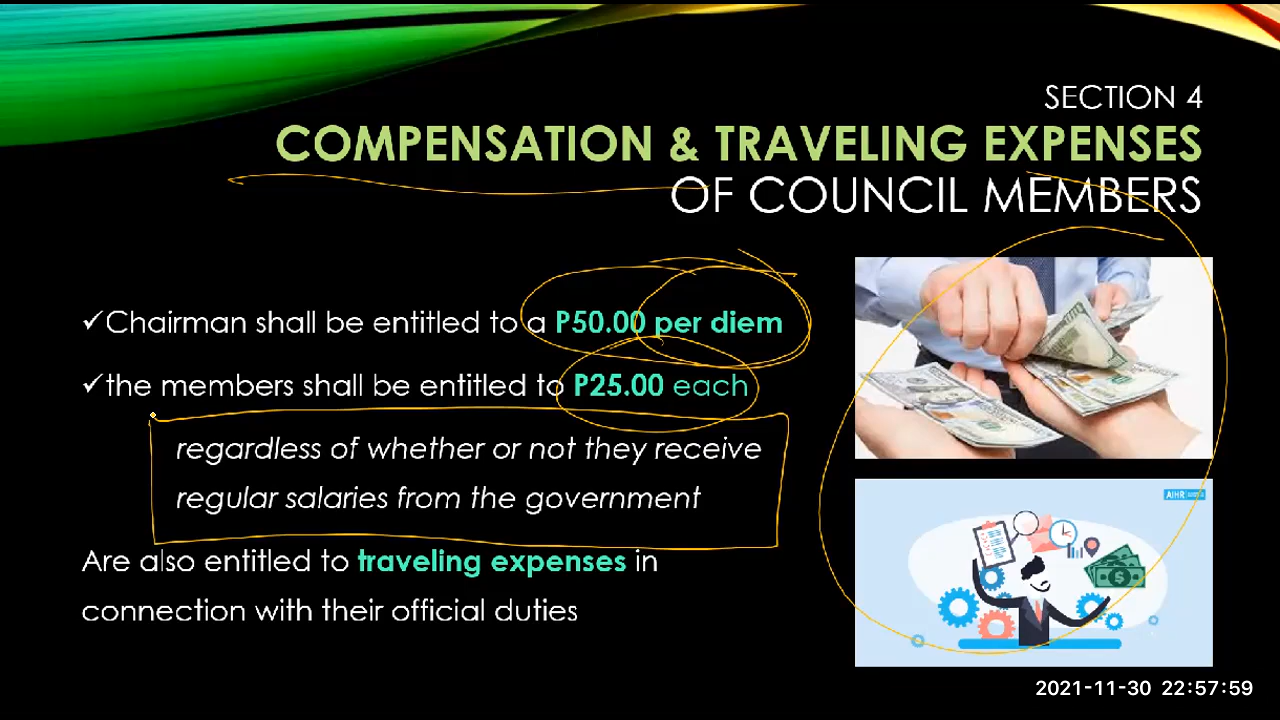 SECTION 4
COMPENSATION & TRAVELING EXPENSES
OF COUNCIL MEMBERS
✓Chairman shall be entitled to a P50.00 per diem
✓the members shall be entitled to P25.00 each
regardless of whether or not they receive
regular salaries from the government
Are also entitled to traveling expenses in
connection with their official duties
AIHR
2021-11-30 22:57:59